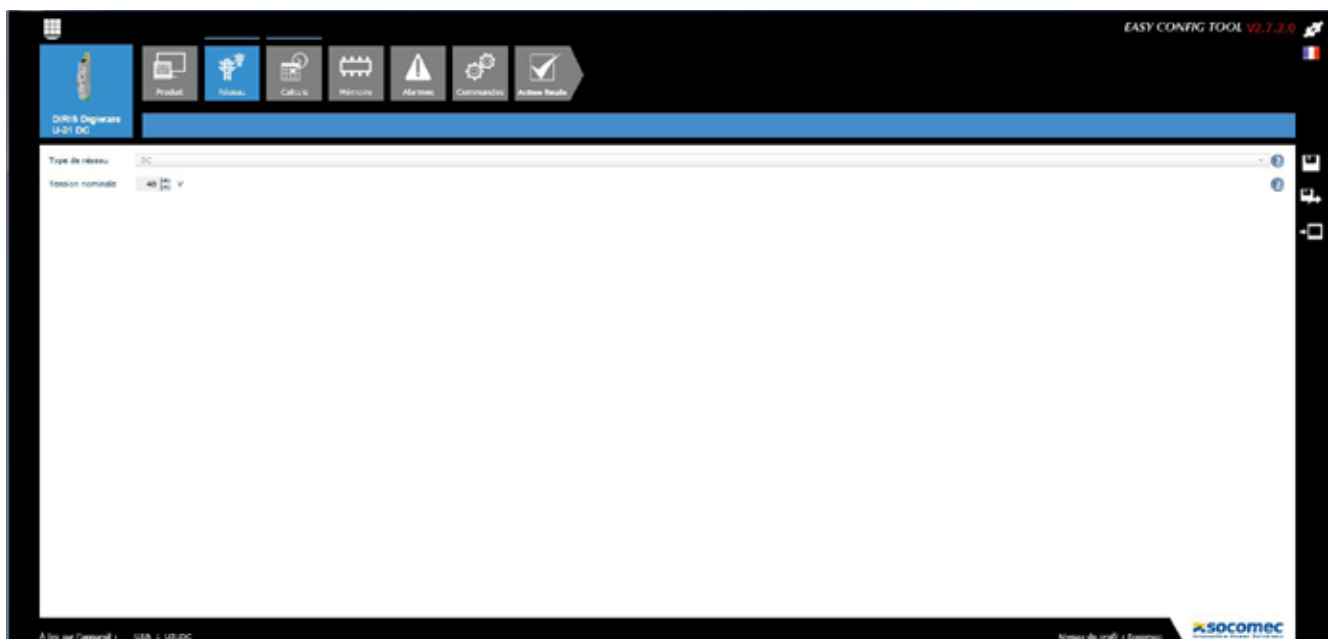 EASY CONFIG TOOL V2.7.2.0
Produit
Réseau
Calculs
Mémoire
Alarmes
Commandes
Action finale
DIRIS Digiware
U-31 DC
Type de réseau
DC
Tension nominale
48
V
socomec